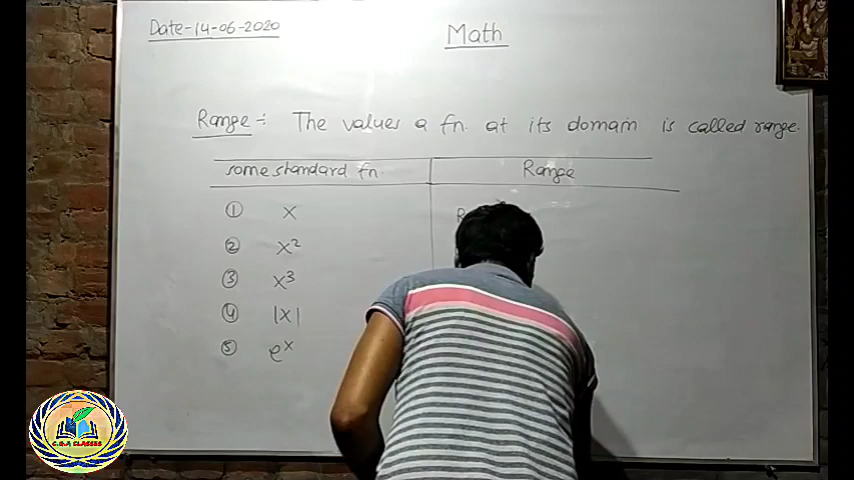 Date-14-06-2020
Math
Range ÷ The values a fn. at its domain is called range.
some standard fn. Range
① x R
② x²
③ x³
④ |x|
⑤ eˣ
C.G.A CLASSES